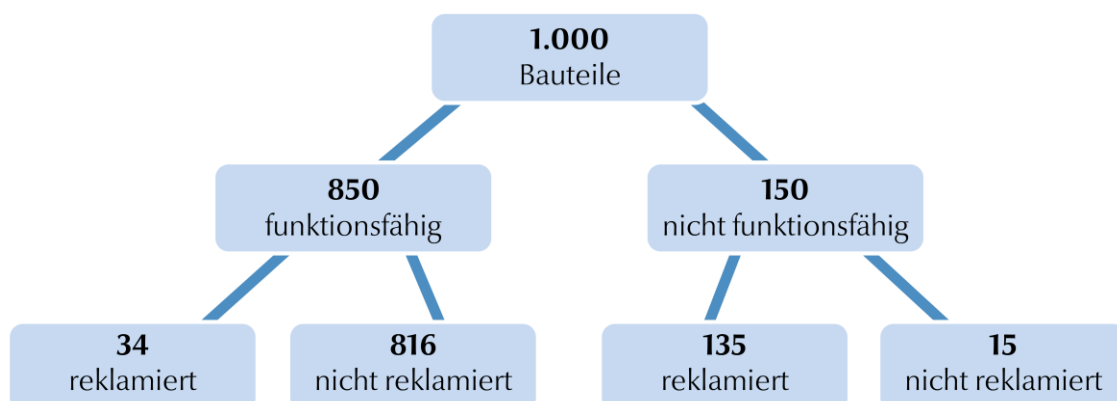 1.000
Bauteile
850
funktionsfähig
150
nicht funktionsfähig
34
reklamiert
816
nicht reklamiert
135
reklamiert
15
nicht reklamiert